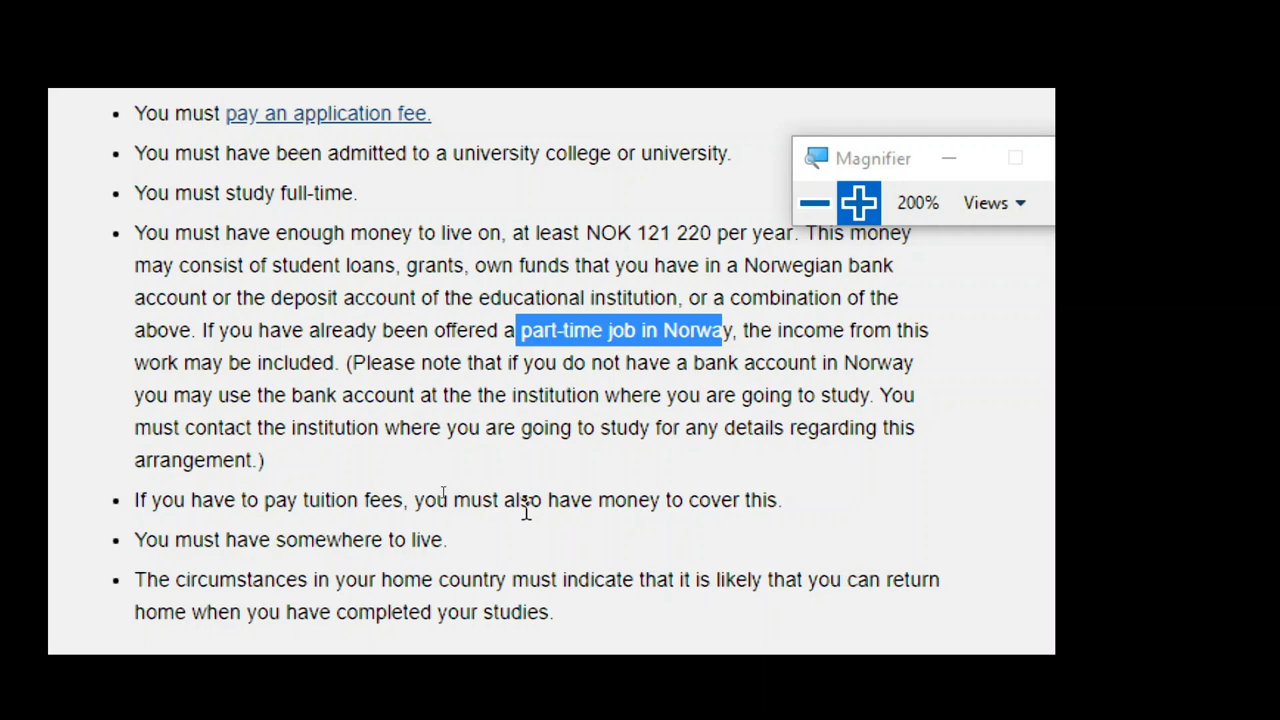 You must pay an application fee.
You must have been admitted to a university college or university.
Magnifier
You must study full-time.
200% Views
You must have enough money to live on, at least NOK 121 220 per year. This money
may consist of student loans, grants, own funds that you have in a Norwegian bank
account or the deposit account of the educational institution, or a combination of the
above. If you have already been offered a part-time job in Norway, the income from this
work may be included. (Please note that if you do not have a bank account in Norway
you may use the bank account at the the institution where you are going to study. You
must contact the institution where you are going to study for any details regarding this
arrangement.)
If you have to pay tuition fees, you must also have money to cover this.
You must have somewhere to live.
The circumstances in your home country must indicate that it is likely that you can return
home when you have completed your studies.